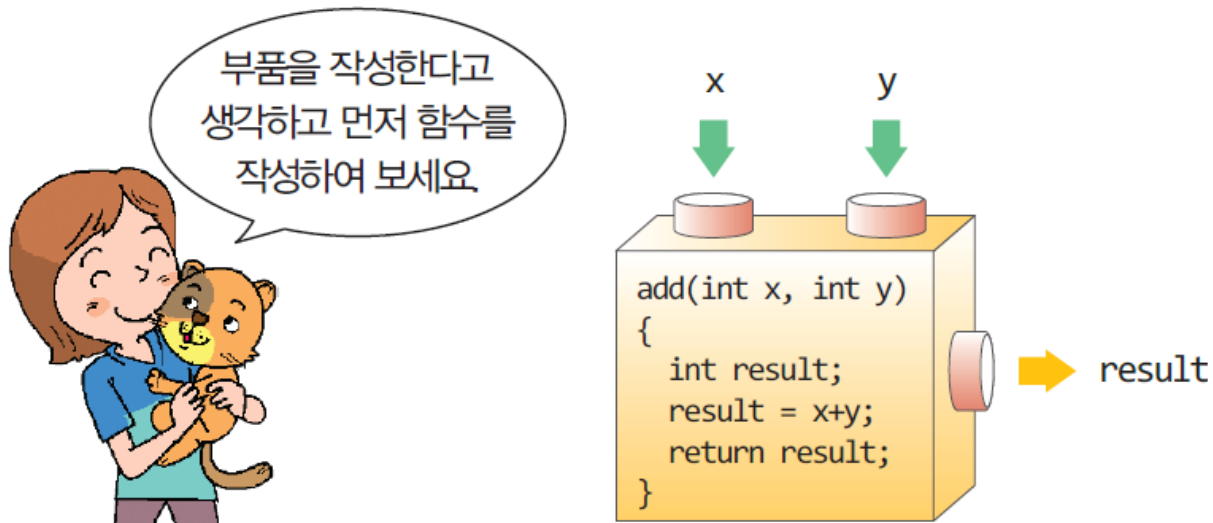 부품을 작성한다고
생각하고 먼저 함수를
작성하여 보세요.
x
y
add(int x, int y)
{
int result;
result = x+y;
return result;
}
result